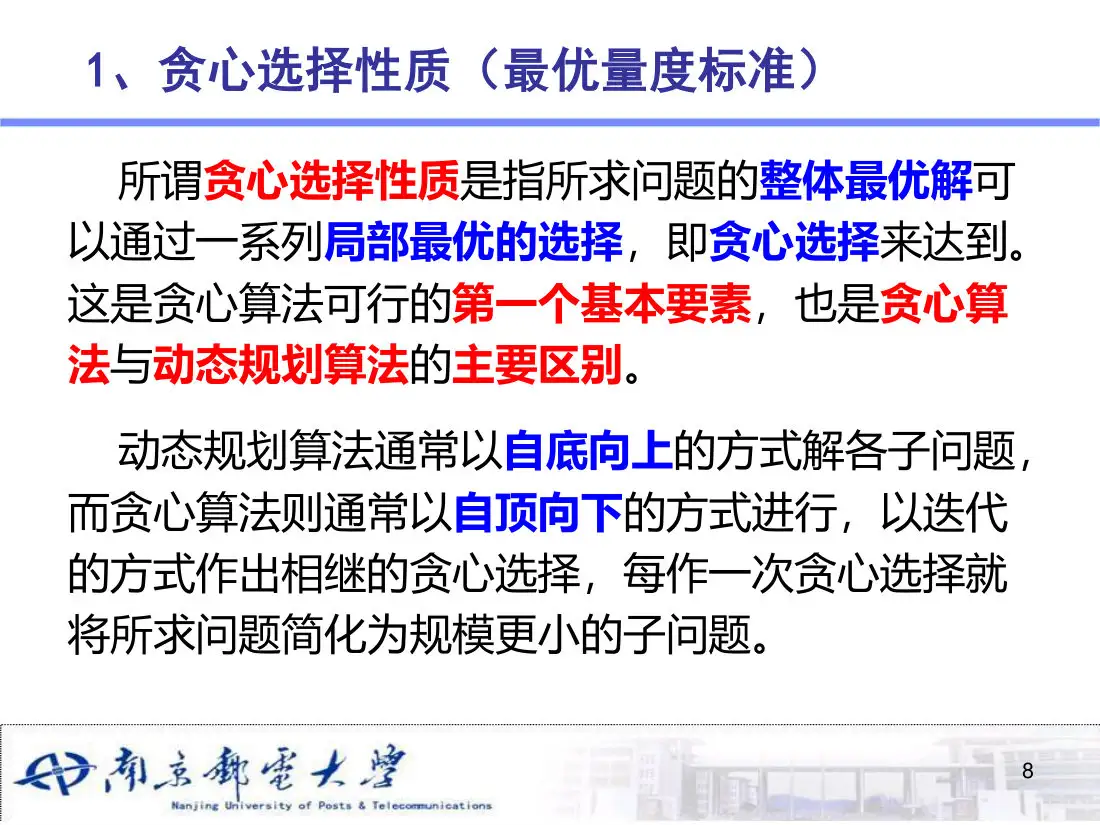 1、贪心选择性质（最优量度标准）
所谓贪心选择性质是指所求问题的整体最优解可
以通过一系列局部最优的选择，即贪心选择来达到。
这是贪心算法可行的第一个基本要素，也是贪心算
法与动态规划算法的主要区别。
动态规划算法通常以自底向上的方式解各子问题，
而贪心算法则通常以自顶向下的方式进行，以迭代
的方式作出相继的贪心选择，每作一次贪心选择就
将所求问题简化为规模更小的子问题。
南京郵電大學
Nanjing University of Posts & Telecommunications
8